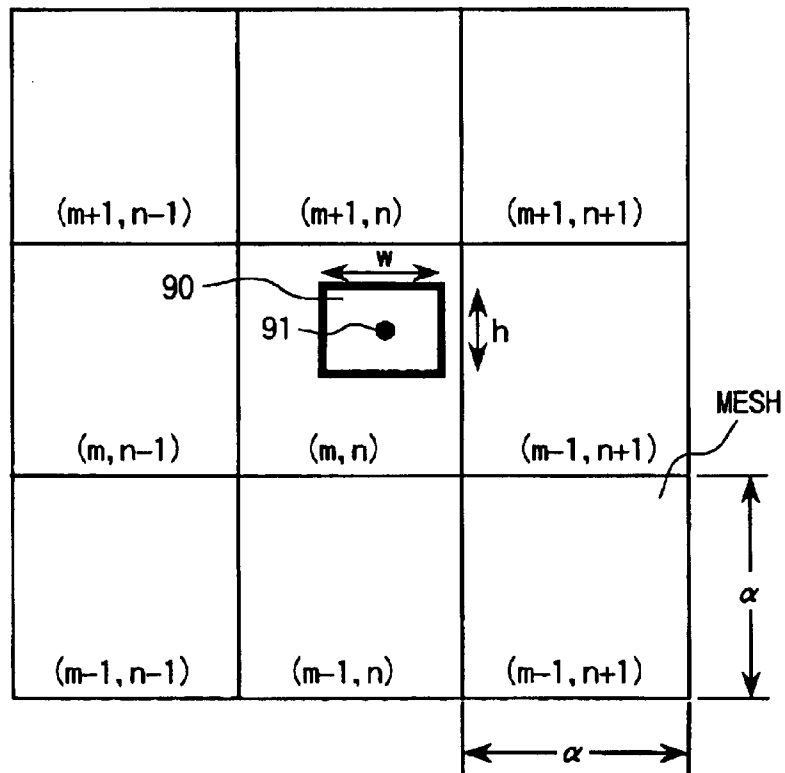 (m+1,n-1) (m+1,n) (m+1,n+1)
w
90
91
h
MESH
(m,n-1) (m,n) (m-1,n+1)
α
(m-1,n-1) (m-1,n) (m-1,n+1)
α